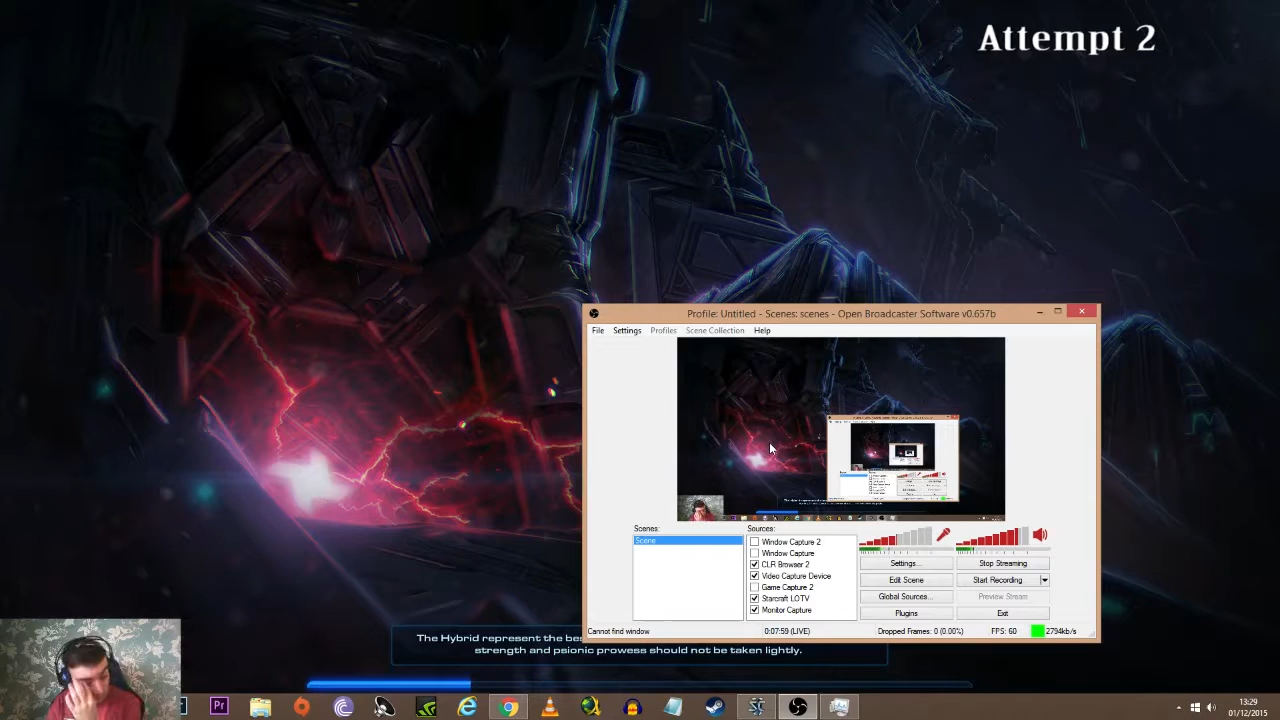 Attempt 2
Profile: Untitled - Scenes: scenes - Open Broadcaster Software v0.657b
File Settings Profiles Scene Collection Help
Scenes:
Sources:
Scene
Window Capture 2
Window Capture
CLR Browser 2
Video Capture Device
Game Capture 2
Starcraft LOTV
Monitor Capture
Settings...
Stop Streaming
Edit Scene
Start Recording
Global Sources...
Preview Stream
Plugins
Exit
Cannot find window
0:07:59 (LIVE)
Dropped Frames: 0 (0.00%)
FPS: 60
2794kb/s
The Hybrid represent the
strength and psionic prowess should not be taken lightly.
Pr
13:29
01/12/2015